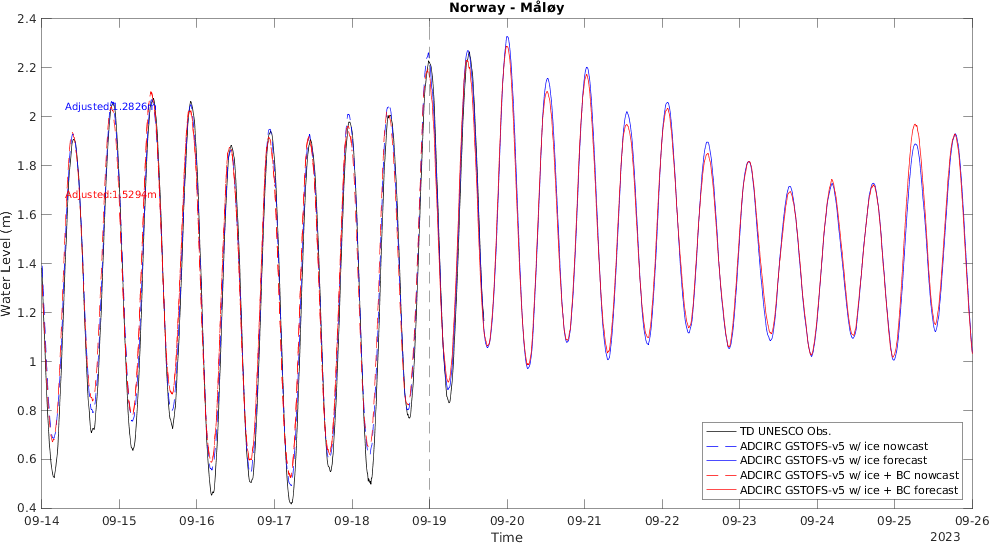 Norway - Måløy
2.4
2.2
2
1.8
1.6
1.4
1.2
1
0.8
0.6
0.4
Water Level (m)
Adjusted:1.2826m
Adjusted:1.5294m
TD UNESCO Obs.
ADCIRC GSTOFS-v5 w/ ice nowcast
ADCIRC GSTOFS-v5 w/ ice forecast
ADCIRC GSTOFS-v5 w/ ice + BC nowcast
ADCIRC GSTOFS-v5 w/ ice + BC forecast
09-14 09-15 09-16 09-17 09-18 09-19 09-20 09-21 09-22 09-23 09-24 09-25 09-26
Time
2023